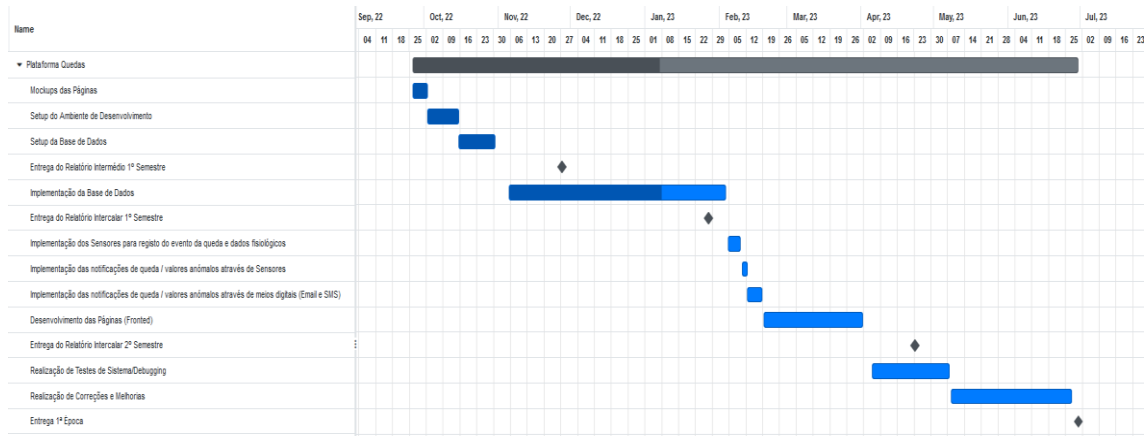 Name
Sep, 22 Oct, 22 Nov, 22 Dec, 22 Jan, 23 Feb, 23 Mar, 23 Apr, 23 May, 23 Jun, 23 Jul, 23
04 11 18 25 02 09 16 23 30 06 13 20 27 04 11 18 25 01 08 15 22 29 05 12 19 26 05 12 19 26 02 09 16 23 30 07 14 21 28 04 11 18 25 02 09 16 23
Plataforma Quedas
Mockups das Páginas
Setup do Ambiente de Desenvolvimento
Setup da Base de Dados
Entrega do Relatório Intermédio 1º Semestre
Implementação da Base de Dados
Entrega do Relatório Intercalar 1º Semestre
Implementação dos Sensores para registo do evento da queda e dados fisiológicos
Implementação das notificações de queda / valores anómalos através de Sensores
Implementação das notificações de queda / valores anómalos através de meios digitais (Email e SMS)
Desenvolvimento das Páginas (Fronted)
Entrega do Relatório Intercalar 2º Semestre
Realização de Testes de Sistema/Debugging
Realização de Correções e Melhorias
Entrega 1ª Época